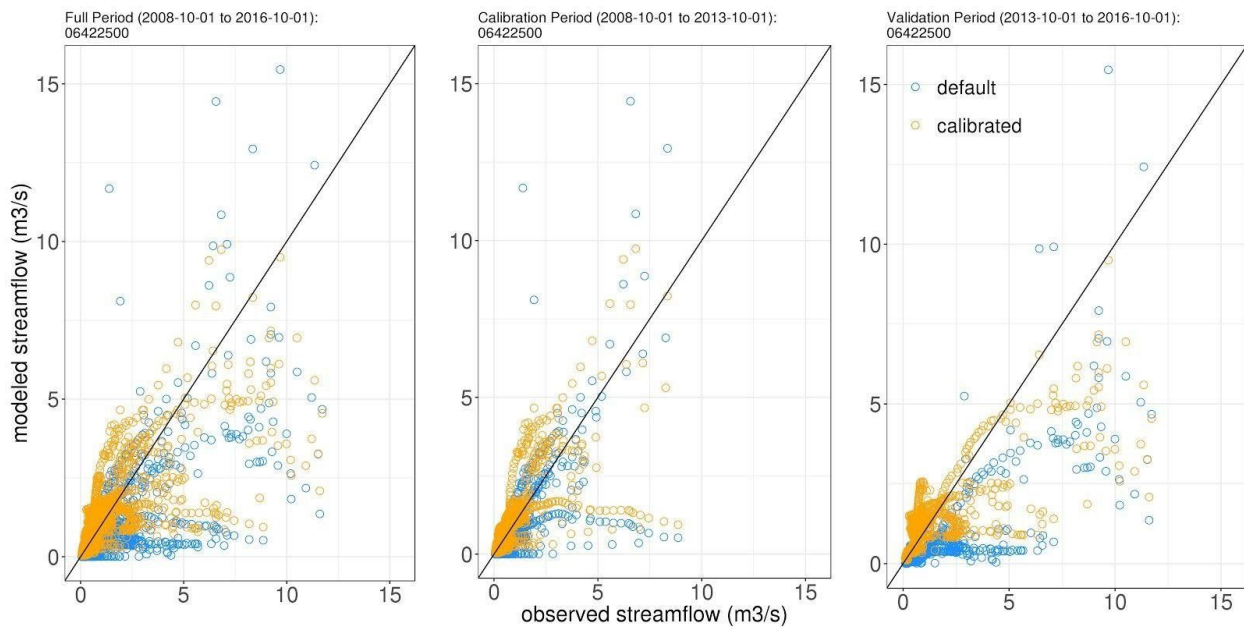 Full Period (2008-10-01 to 2016-10-01):
06422500
Calibration Period (2008-10-01 to 2013-10-01):
06422500
Validation Period (2013-10-01 to 2016-10-01):
06422500
modeled streamflow (m3/s)
15
10
5
0
0 5 10 15
15
10
5
0
0 5 10 15
15
10
5
0
0 5 10 15
default
calibrated
observed streamflow (m3/s)